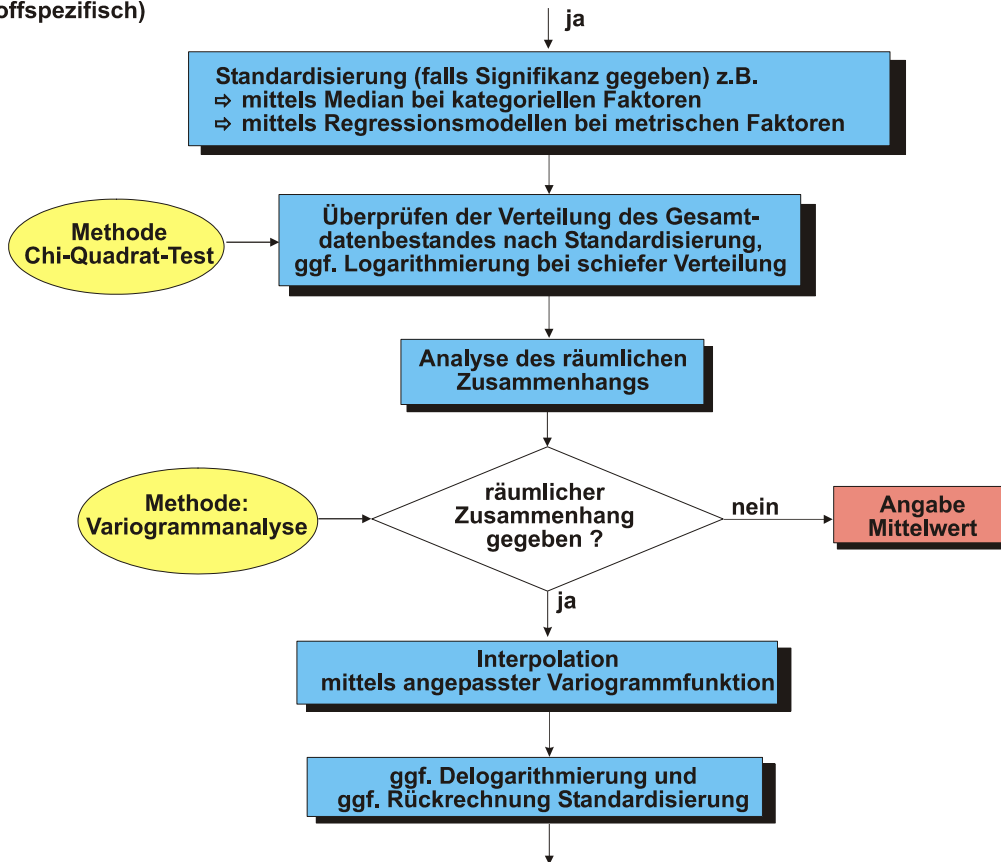 offspezifisch)
ja
Standardisierung (falls Signifikanz gegeben) z.B.
⇨ mittels Median bei kategoriellen Faktoren
⇨ mittels Regressionsmodellen bei metrischen Faktoren
Methode
Chi-Quadrat-Test
Überprüfen der Verteilung des Gesamt-
datenbestandes nach Standardisierung,
ggf. Logarithmierung bei schiefer Verteilung
Analyse des räumlichen
Zusammenhangs
Methode:
Variogrammanalyse
räumlicher
Zusammenhang
gegeben ?
nein
Angabe
Mittelwert
ja
Interpolation
mittels angepasster Variogrammfunktion
ggf. Delogarithmierung und
ggf. Rückrechnung Standardisierung